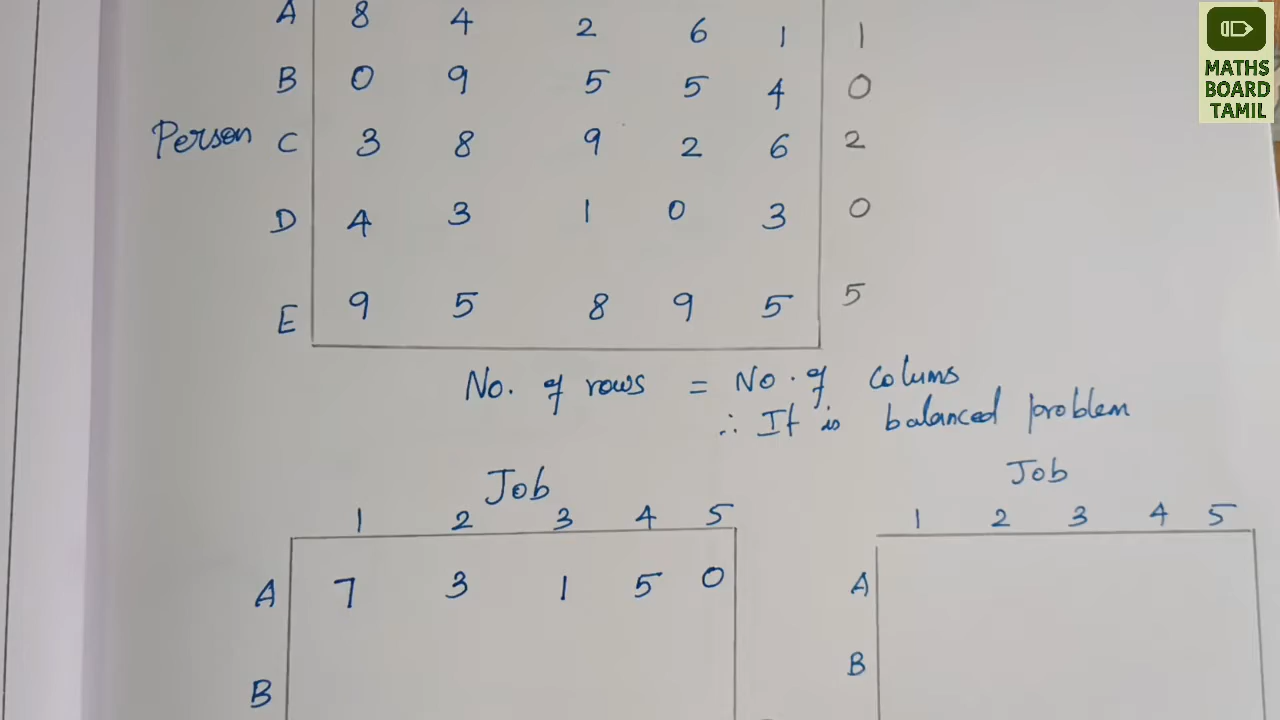 A 8 4 2 6 1 1
B 0 9 5 5 4 0
Person C 3 8 9 2 6 2
D 4 3 1 0 3 0
E 9 5 8 9 5 5
No. of rows = No. of colums
∴ It is balanced problem
Job
1 2 3 4 5
A 7 3 1 5 0
B
Job
1 2 3 4 5
A
B
MATHS
BOARD
TAMIL